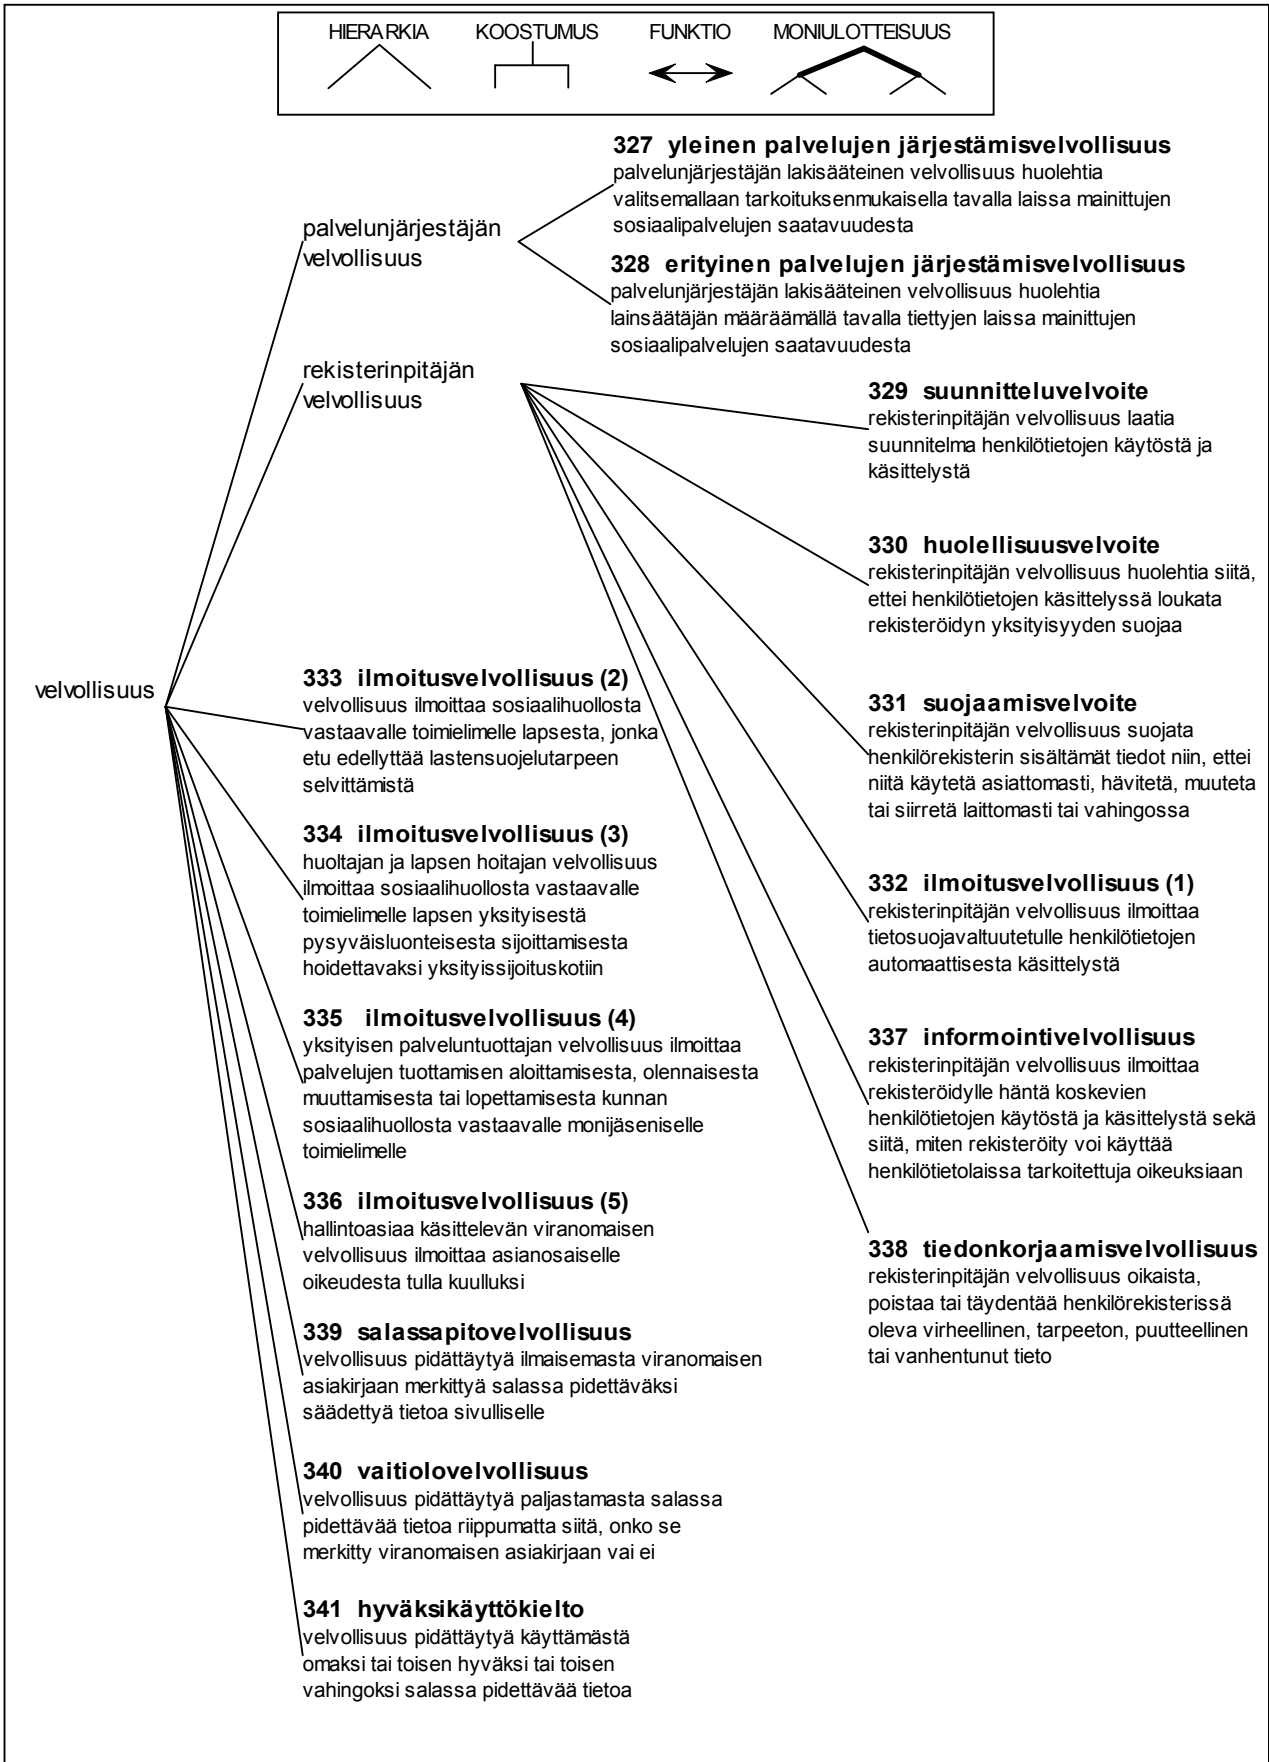 HIERARKIA KOOSTUMUS FUNKTIO MONIULOTTEISUUS
327 yleinen palvelujen järjestämisvelvollisuus
palvelunjärjestäjän lakisääteinen velvollisuus huolehtia
valitsemallaan tarkoituksenmukaisella tavalla laissa mainittujen
sosiaalipalvelujen saatavuudesta
palvelunjärjestäjän
velvollisuus
328 erityinen palvelujen järjestämisvelvollisuus
palvelunjärjestäjän lakisääteinen velvollisuus huolehtia
lainsäätäjän määräämällä tavalla tiettyjen laissa mainittujen
sosiaalipalvelujen saatavuudesta
rekisterinpitäjän
velvollisuus
329 suunnitteluvelvoite
rekisterinpitäjän velvollisuus laatia
suunnitelma henkilötietojen käytöstä ja
käsittelystä
330 huolellisuusvelvoite
rekisterinpitäjän velvollisuus huolehtia siitä,
ettei henkilötietojen käsittelyssä loukata
rekisteröidyn yksityisyyden suojaa
331 suojaamisvelvoite
rekisterinpitäjän velvollisuus suojata
henkilörekisterin sisältämät tiedot niin, ettei
niitä käytetä asiattomasti, hävitetä, muuteta
tai siirretä laittomasti tai vahingossa
332 ilmoitusvelvollisuus (1)
rekisterinpitäjän velvollisuus ilmoittaa
tietosuojavaltuutetulle henkilötietojen
automaattisesta käsittelystä
337 informointivelvollisuus
rekisterinpitäjän velvollisuus ilmoittaa
rekisteröidylle häntä koskevien
henkilötietojen käytöstä ja käsittelystä sekä
siitä, miten rekisteröity voi käyttää
henkilötietolaissa tarkoitettuja oikeuksiaan
338 tiedonkorjaamisvelvollisuus
rekisterinpitäjän velvollisuus oikaista,
poistaa tai täydentää henkilörekisterissä
oleva virheellinen, tarpeeton, puutteellinen
tai vanhentunut tieto
velvollisuus
333 ilmoitusvelvollisuus (2)
velvollisuus ilmoittaa sosiaalihuollosta
vastaavalle toimielimelle lapsesta, jonka
etu edellyttää lastensuojelutarpeen
selvittämistä
334 ilmoitusvelvollisuus (3)
huoltajan ja lapsen hoitajan velvollisuus
ilmoittaa sosiaalihuollosta vastaavalle
toimielimelle lapsen yksityisestä
pysyväisluonteisesta sijoittamisesta
hoidettavaksi yksityissijoituskotiin
335 ilmoitusvelvollisuus (4)
yksityisen palveluntuottajan velvollisuus ilmoittaa
palvelujen tuottamisen aloittamisesta, olennaisesta
muuttamisesta tai lopettamisesta kunnan
sosiaalihuollosta vastaavalle monijäseniselle
toimielimelle
336 ilmoitusvelvollisuus (5)
hallintoasiaa käsittelevän viranomaisen
velvollisuus ilmoittaa asianosaiselle
oikeudesta tulla kuulluksi
339 salassapitovelvollisuus
velvollisuus pidättäytyä ilmaisemasta viranomaisen
asiakirjaan merkittyä salassa pidettäväksi
säädettyä tietoa sivulliselle
340 vaitiolovelvollisuus
velvollisuus pidättäytyä paljastamasta salassa
pidettävää tietoa riippumatta siitä, onko se
merkitty viranomaisen asiakirjaan vai ei
341 hyväksikäyttökielto
velvollisuus pidättäytyä käyttämästä
omaksi tai toisen hyväksi tai toisen
vahingoksi salassa pidettävää tietoa